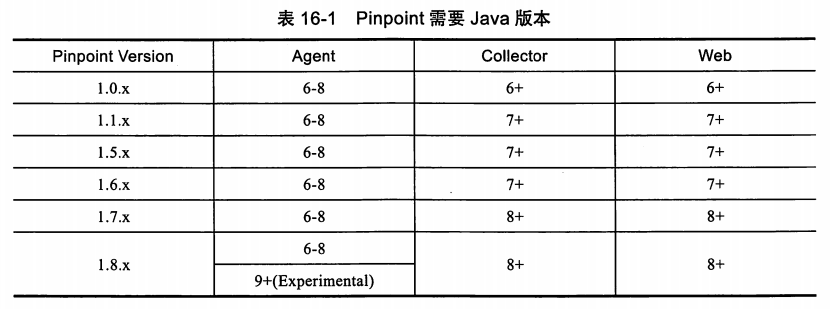 表 16-1 Pinpoint 需要 Java 版本
Pinpoint Version Agent Collector Web
1.0.x 6-8 6+ 6+
1.1.x 6-8 7+ 7+
1.5.x 6-8 7+ 7+
1.6.x 6-8 7+ 7+
1.7.x 6-8 8+ 8+
1.8.x 6-8 8+ 8+
9+(Experimental)